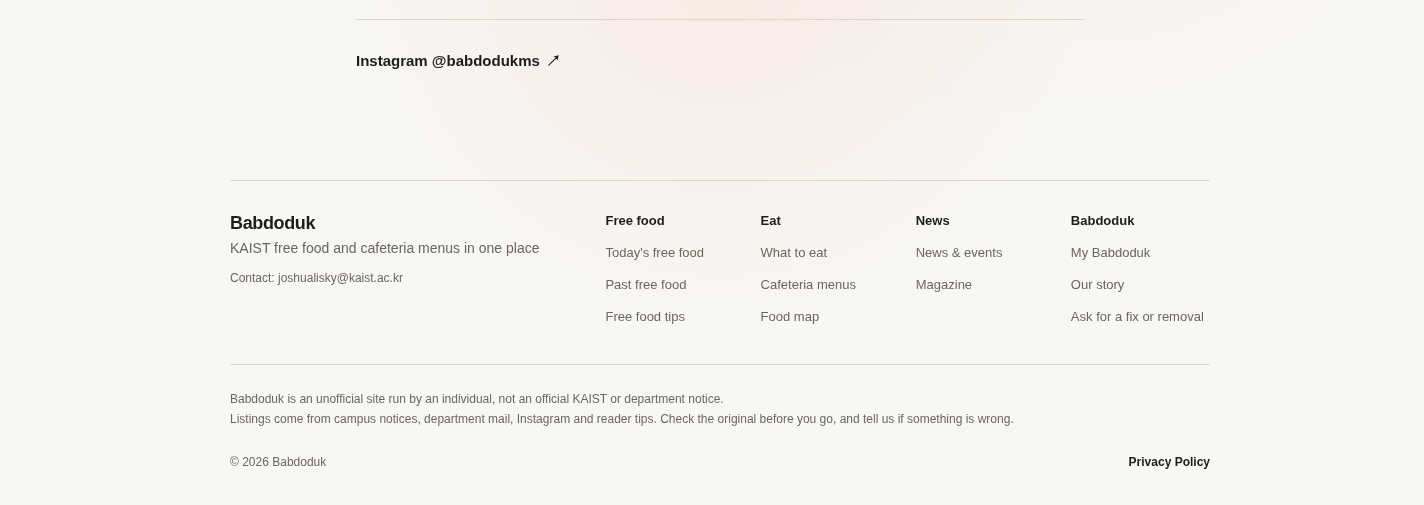 Instagram @babdodukms ↗
Babdoduk
KAIST free food and cafeteria menus in one place
Contact: joshualisky@kaist.ac.kr
Free food
Today's free food
Past free food
Free food tips
Eat
What to eat
Cafeteria menus
Food map
News
News & events
Magazine
Babdoduk
My Babdoduk
Our story
Ask for a fix or removal
Babdoduk is an unofficial site run by an individual, not an official KAIST or department notice.
Listings come from campus notices, department mail, Instagram and reader tips. Check the original before you go, and tell us if something is wrong.
© 2026 Babdoduk
Privacy Policy